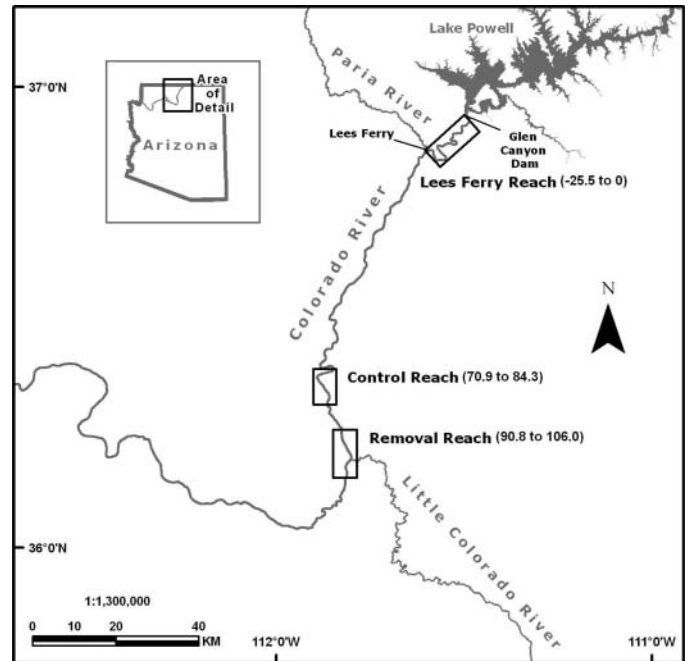 Lake Powell
37°0'N
Area
of
Detail
Arizona
Paria River
Lees Ferry
Glen
Canyon
Dam
Lees Ferry Reach (-25.5 to 0)
Colorado River
N
Control Reach (70.9 to 84.3)
Removal Reach (90.8 to 106.0)
Little Colorado River
36°0'N
1:1,300,000
0 10 20 40
KM
112°0'W
111°0'W